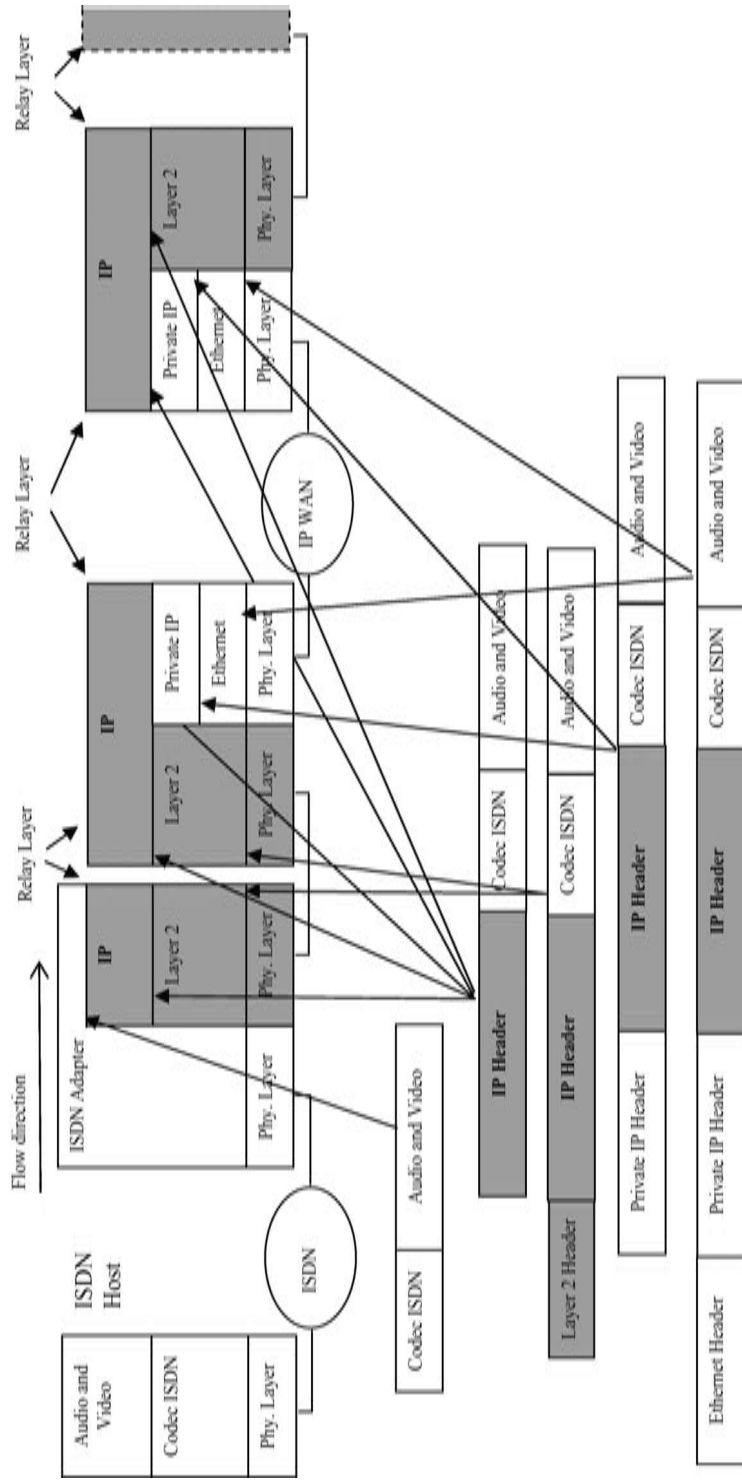 Flow direction
Relay Layer
Relay Layer
Relay Layer
ISDN
Host
Audio and
Video
Codec ISDN
Phy. Layer
ISDN
ISDN Adapter
IP
Layer 2
Phy. Layer
Phy. Layer
IP
Layer 2
Private IP
Ethernet
Phy. Layer
Phy. Layer
IP WAN
IP
Private IP
Ethernet
Layer 2
Phy. Layer
Phy. Layer
Codec ISDN
Audio and Video
IP Header
Codec ISDN
Audio and Video
Layer 2 Header
IP Header
Codec ISDN
Audio and Video
Private IP Header
IP Header
Codec ISDN
Audio and Video
Ethernet Header
Private IP Header
IP Header
Codec ISDN
Audio and Video